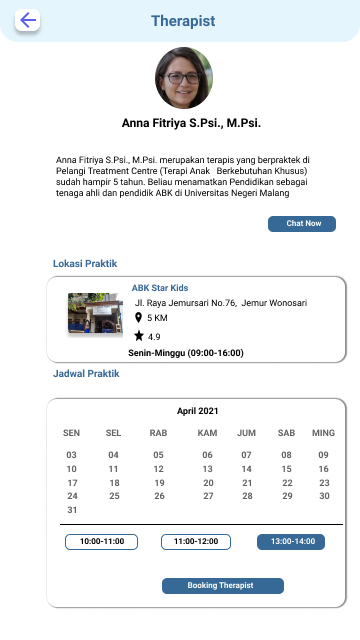 Therapist
Anna Fitriya S.Psi., M.Psi.
Anna Fitriya S.Psi., M.Psi. merupakan terapis yang berpraktek di
Pelangi Treatment Centre (Terapi Anak Berkebutuhan Khusus)
sudah hampir 5 tahun. Beliau menamatkan Pendidikan sebagai
tenaga ahli dan pendidik ABK di Universitas Negeri Malang
Chat Now
Lokasi Praktik
ABK Star Kids
Jl. Raya Jemursari No.76, Jemur Wonosari
5 KM
4.9
Senin-Minggu (09:00-16:00)
Jadwal Praktik
April 2021
SEN SEL RAB KAM JUM SAB MING
03 04 05 06 07 08 09
10 11 12 13 14 15 16
17 18 19 20 21 22 23
24 25 26 27 28 29 30
31
10:00-11:00 11:00-12:00 13:00-14:00
Booking Therapist